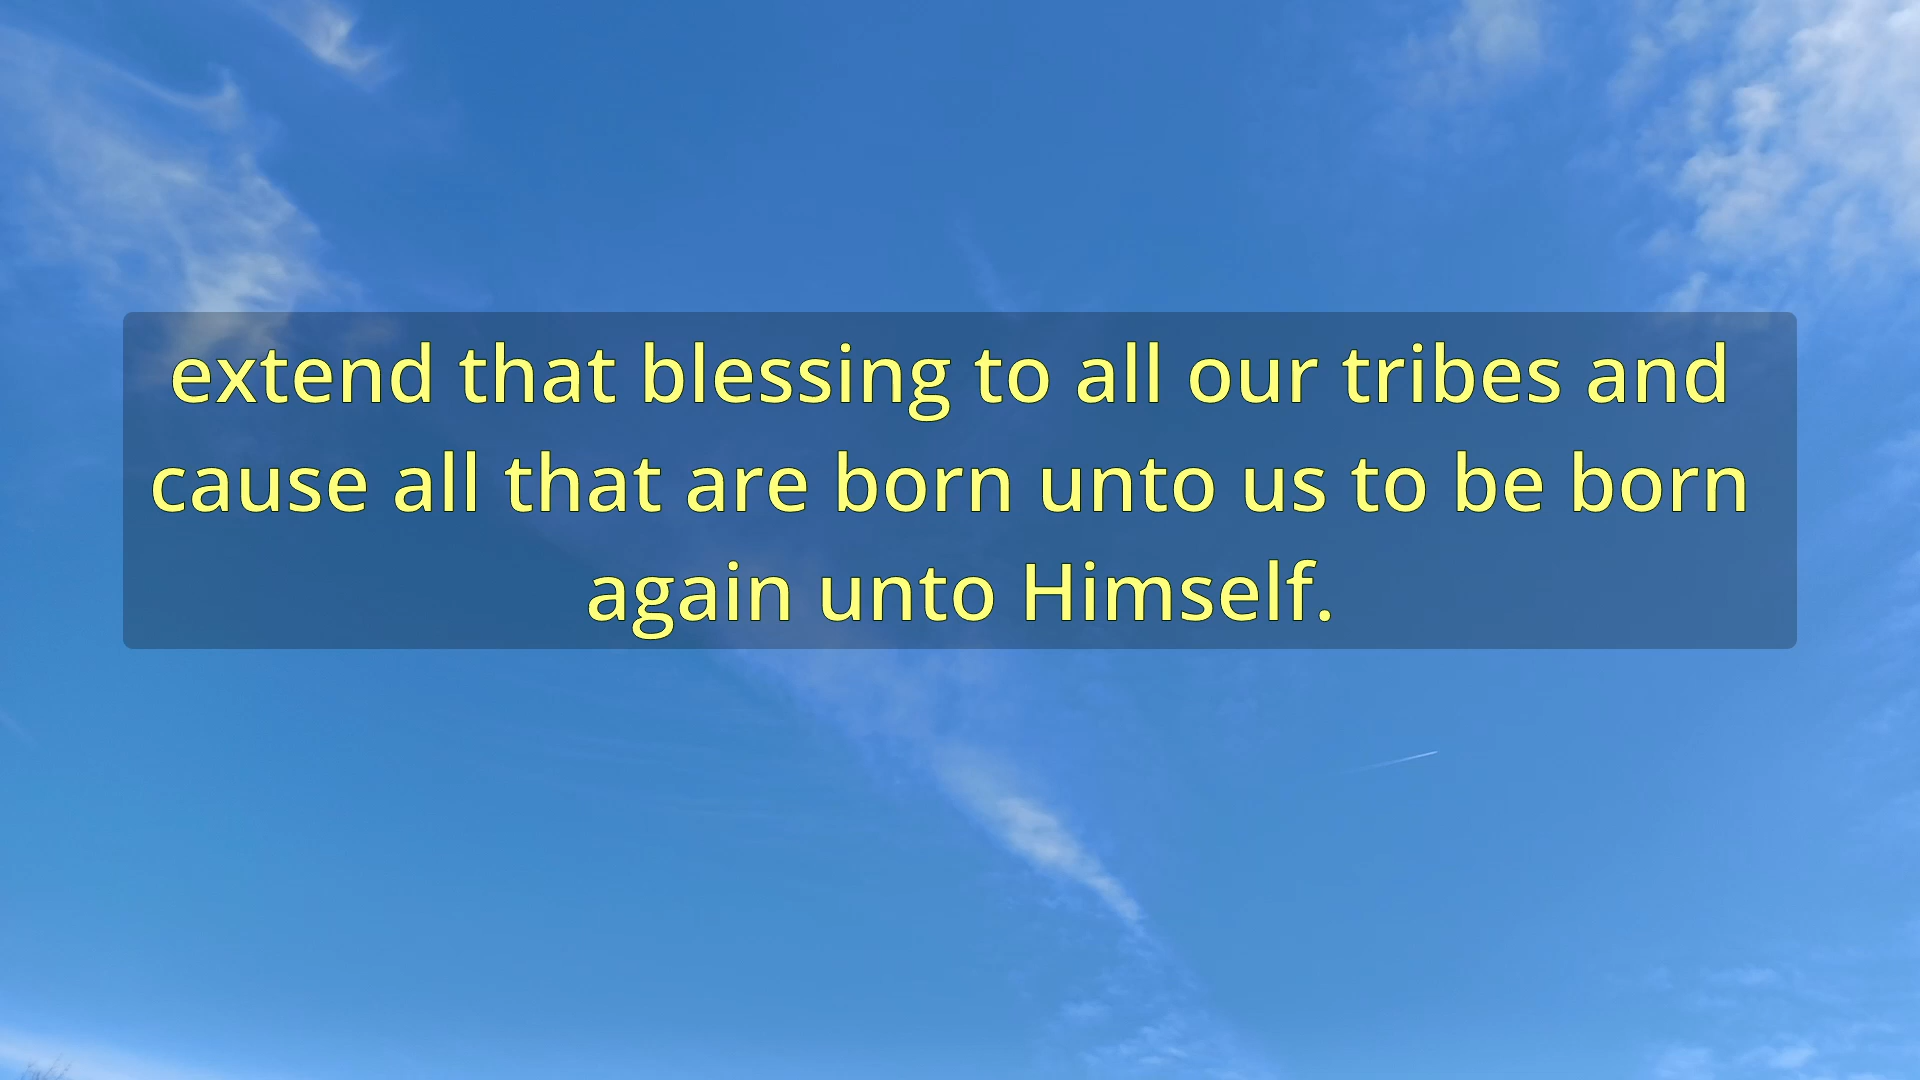 extend that blessing to all our tribes and
cause all that are born unto us to be born
again unto Himself.